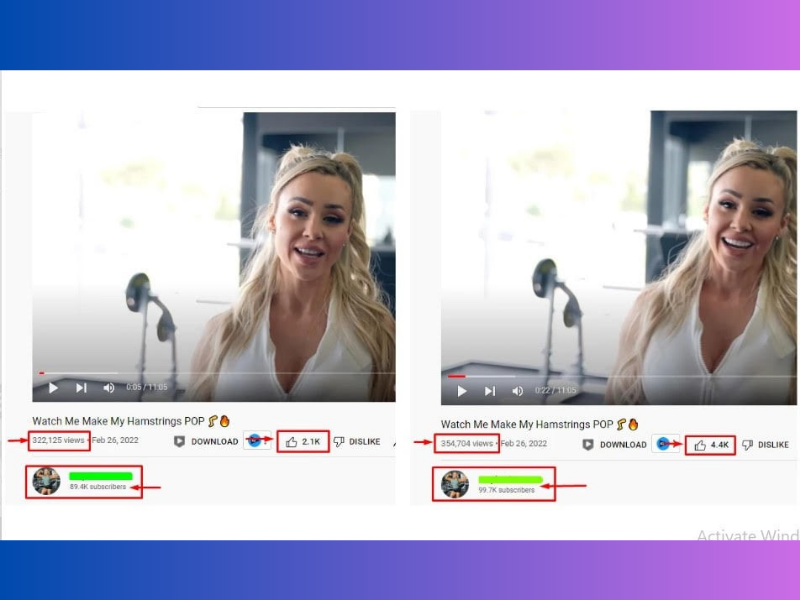 0:05 / 11:05
Watch Me Make My Hamstrings POP 🦵🔥
322,125 views • Feb 26, 2022
DOWNLOAD
2.1K
DISLIKE
89.4K subscribers
0:22 / 11:05
Watch Me Make My Hamstrings POP 🦵🔥
354,704 views • Feb 26, 2022
DOWNLOAD
4.4K
DISLIKE
99.7K subscribers
Activate Wind